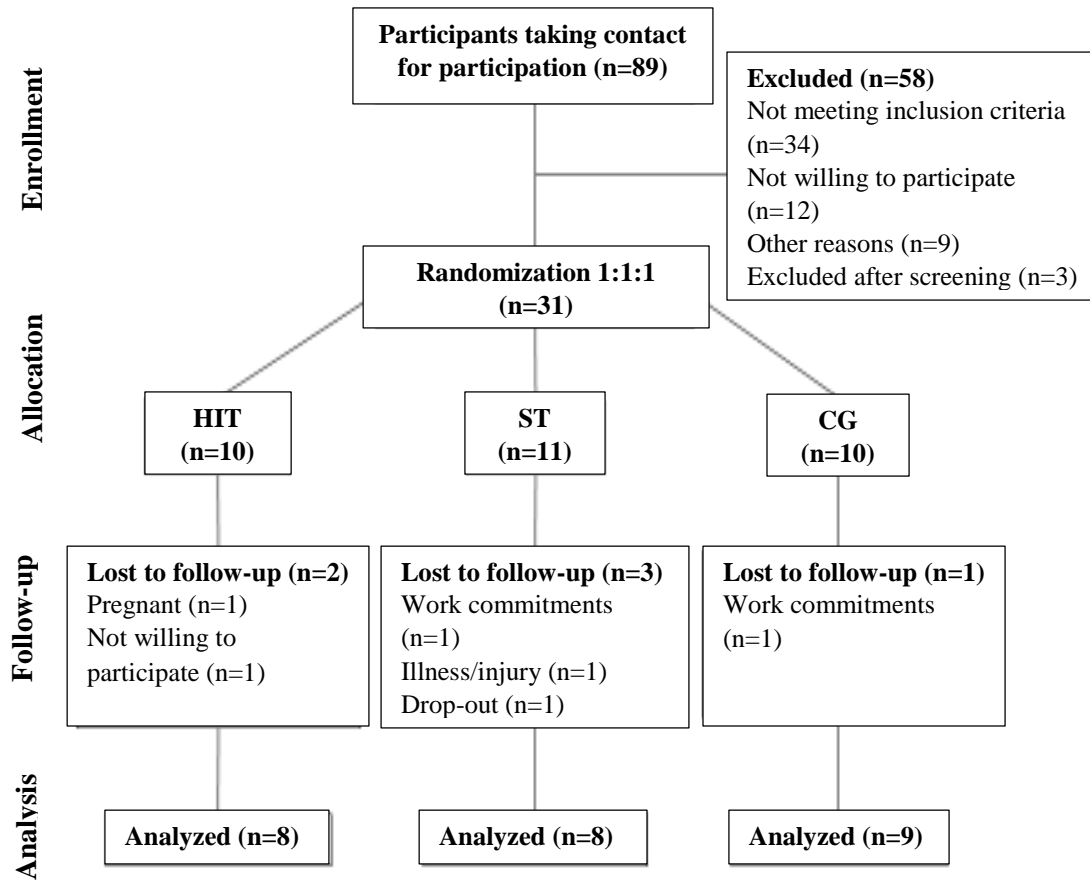 Enrollment
Participants taking contact
for participation (n=89)
Excluded (n=58)
Not meeting inclusion criteria
(n=34)
Not willing to participate
(n=12)
Other reasons (n=9)
Excluded after screening (n=3)
Randomization 1:1:1
(n=31)
Allocation
HIT
(n=10)
ST
(n=11)
CG
(n=10)
Follow-up
Lost to follow-up (n=2)
Pregnant (n=1)
Not willing to
participate (n=1)
Lost to follow-up (n=3)
Work commitments
(n=1)
Illness/injury (n=1)
Drop-out (n=1)
Lost to follow-up (n=1)
Work commitments
(n=1)
Analysis
Analyzed (n=8)
Analyzed (n=8)
Analyzed (n=9)